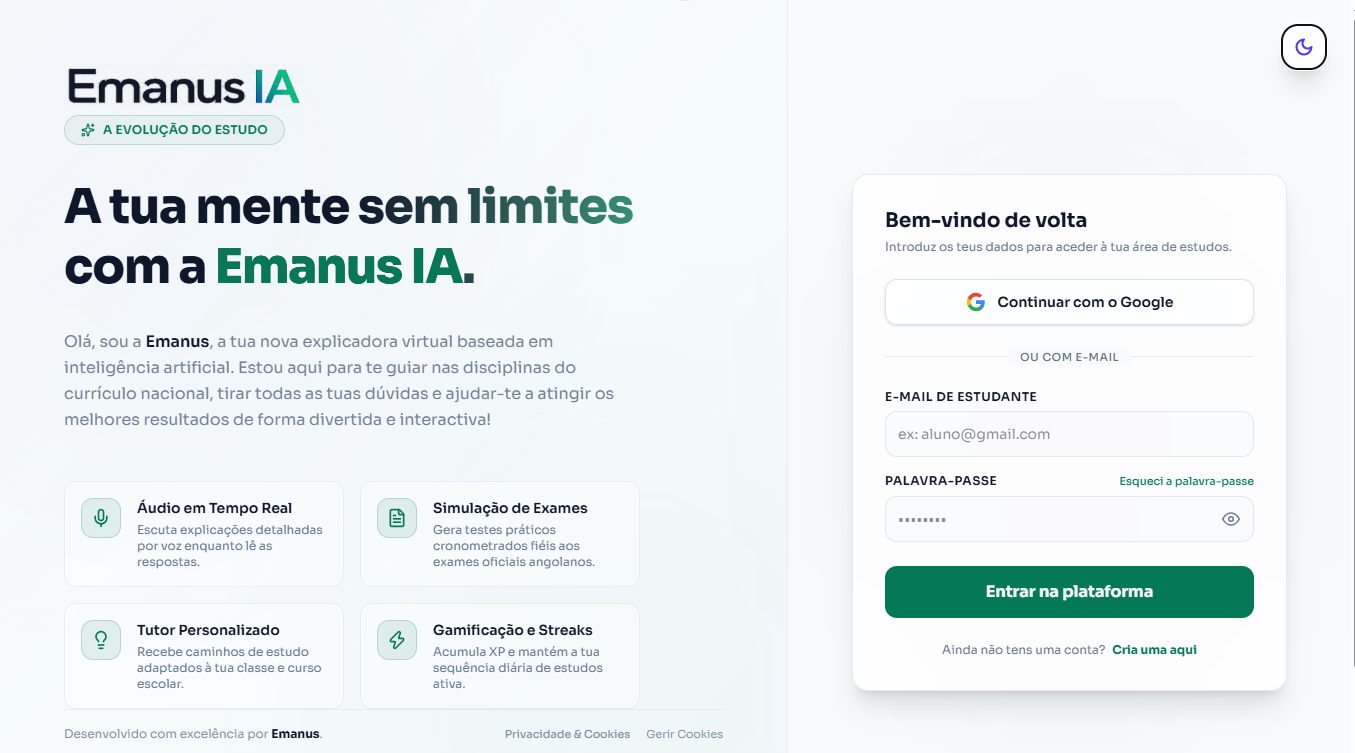 Emanus IA
A EVOLUÇÃO DO ESTUDO
A tua mente sem limites
com a Emanus IA.
Olá, sou a Emanus, a tua nova explicadora virtual baseada em
inteligência artificial. Estou aqui para te guiar nas disciplinas do
currículo nacional, tirar todas as tuas dúvidas e ajudar-te a atingir os
melhores resultados de forma divertida e interactiva!
Áudio em Tempo Real
Escuta explicações detalhadas
por voz enquanto lê as
respostas.
Simulação de Exames
Gera testes práticos
cronometrados fiéis aos
exames oficiais angolanos.
Tutor Personalizado
Recebe caminhos de estudo
adaptados à tua classe e curso
escolar.
Gamificação e Streaks
Acumula XP e mantém a tua
sequência diária de estudos
ativa.
Desenvolvido com excelência por Emanus.
Privacidade & Cookies
Gerir Cookies
Bem-vindo de volta
Introduz os teus dados para aceder à tua área de estudos.
Continuar com o Google
OU COM E-MAIL
E-MAIL DE ESTUDANTE
ex: aluno@gmail.com
PALAVRA-PASSE
Esqueci a palavra-passe
••••••••
Entrar na plataforma
Ainda não tens uma conta? Cria uma aqui